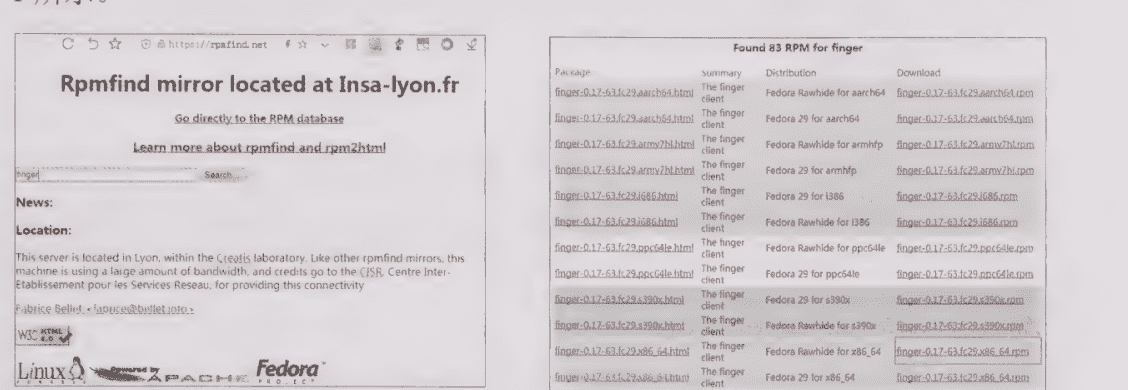 https://rpmfind.net
Rpmfind mirror located at Insa-lyon.fr
Go directly to the RPM database
Learn more about rpmfind and rpm2html
finger
Search...
News:
Location:
This server is located in Lyon, within the Creatis laboratory. Like other rpmfind mirrors, this
machine is using a large amount of bandwidth, and credits go to the CISR, Centre Inter-
Etablissement pour les Services Reseau, for providing this connectivity
Fabrice Bellet
W3C HTML 4.0
Linux
Powered by APACHE
Fedora PROJECT
Found 83 RPM for finger
Package Summary Distribution Download
finger-0.17-63.fc29.aarch64.html The finger client Fedora Rawhide for aarch64 finger-0.17-63.fc29.aarch64.rpm
finger-0.17-63.fc29.aarch64.html The finger client Fedora 29 for aarch64 finger-0.17-63.fc29.aarch64.rpm
finger-0.17-63.fc29.armv7hl.html The finger client Fedora Rawhide for armhfp finger-0.17-63.fc29.armv7hl.rpm
finger-0.17-63.fc29.armv7hl.html The finger client Fedora 29 for armhfp finger-0.17-63.fc29.armv7hl.rpm
finger-0.17-63.fc29.i686.html The finger client Fedora 29 for i386 finger-0.17-63.fc29.i686.rpm
finger-0.17-63.fc29.i686.html The finger client Fedora Rawhide for i386 finger-0.17-63.fc29.i686.rpm
finger-0.17-63.fc29.ppc64le.html The finger client Fedora Rawhide for ppc64le finger-0.17-63.fc29.ppc64le.rpm
finger-0.17-63.fc29.ppc64le.html The finger client Fedora 29 for ppc64le finger-0.17-63.fc29.ppc64le.rpm
finger-0.17-63.fc29.s390x.html The finger client Fedora 29 for s390x finger-0.17-63.fc29.s390x.rpm
finger-0.17-63.fc29.s390x.html The finger client Fedora Rawhide for s390x finger-0.17-63.fc29.s390x.rpm
finger-0.17-63.fc29.x86_64.html The finger client Fedora Rawhide for x86_64 finger-0.17-63.fc29.x86_64.rpm
finger-0.17-63.fc29.x86_64.html The finger client Fedora 29 for x86_64 finger-0.17-63.fc29.x86_64.rpm